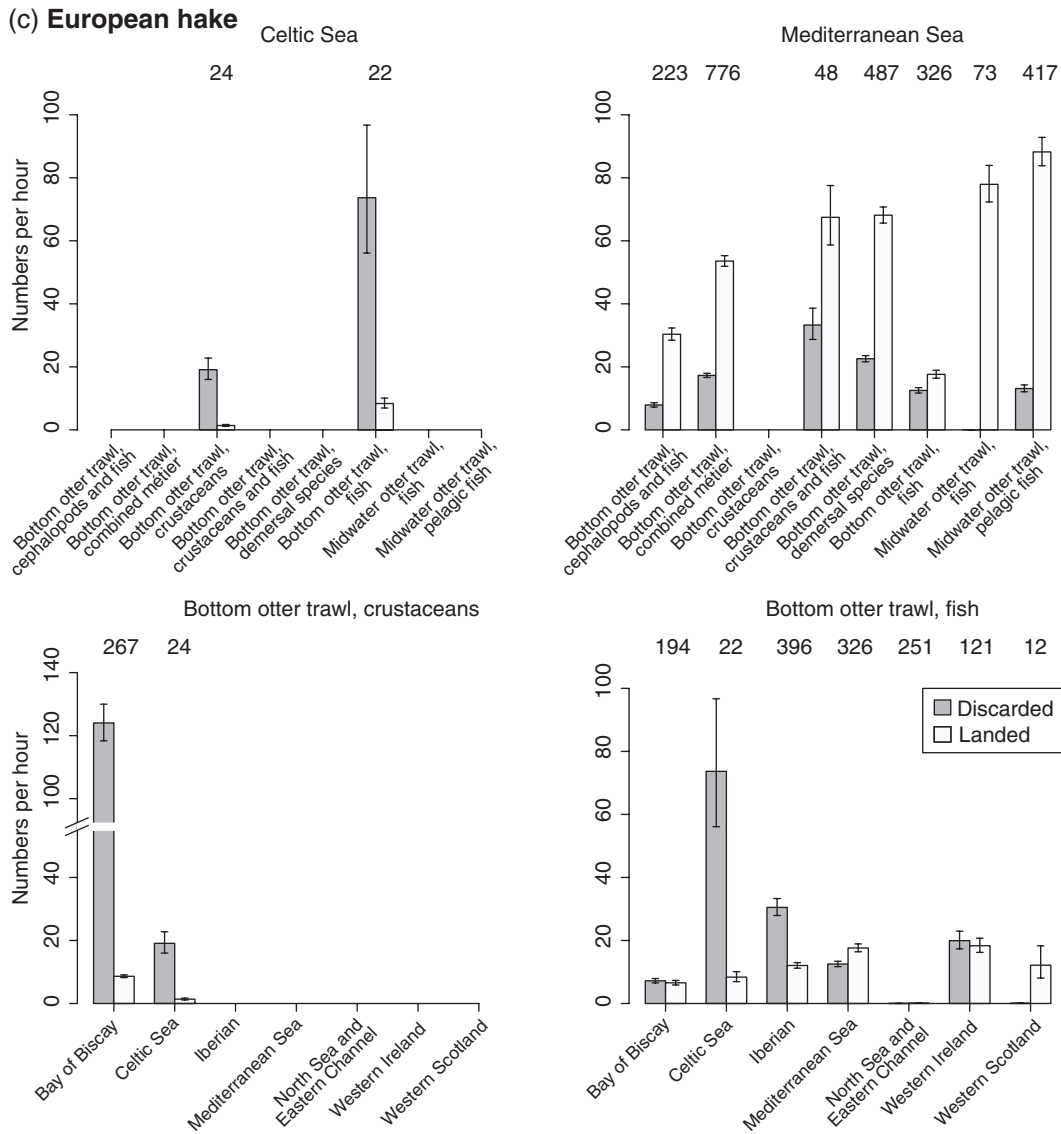 (c) European hake
Celtic Sea
24 22
Numbers per hour
100
80
60
40
20
0
Bottom otter trawl,
cephalopods and fish
Bottom otter trawl,
combined métier
Bottom otter trawl,
crustaceans
Bottom otter trawl,
crustaceans and fish
Bottom otter trawl,
demersal species
Bottom otter trawl,
fish
Midwater otter trawl,
fish
Midwater otter trawl,
pelagic fish
Mediterranean Sea
223 776 48 487 326 73 417
100
80
60
40
20
0
Bottom otter trawl,
cephalopods and fish
Bottom otter trawl,
combined métier
Bottom otter trawl,
crustaceans
Bottom otter trawl,
crustaceans and fish
Bottom otter trawl,
demersal species
Bottom otter trawl,
fish
Midwater otter trawl,
fish
Midwater otter trawl,
pelagic fish
Bottom otter trawl, crustaceans
267 24
Numbers per hour
140
120
100
40
20
0
Bay of Biscay
Celtic Sea
Iberian
Mediterranean Sea
North Sea and
Eastern Channel
Western Ireland
Western Scotland
Bottom otter trawl, fish
194 22 396 326 251 121 12
100
80
60
40
20
0
Discarded
Landed
Bay of Biscay
Celtic Sea
Iberian
Mediterranean Sea
North Sea and
Eastern Channel
Western Ireland
Western Scotland